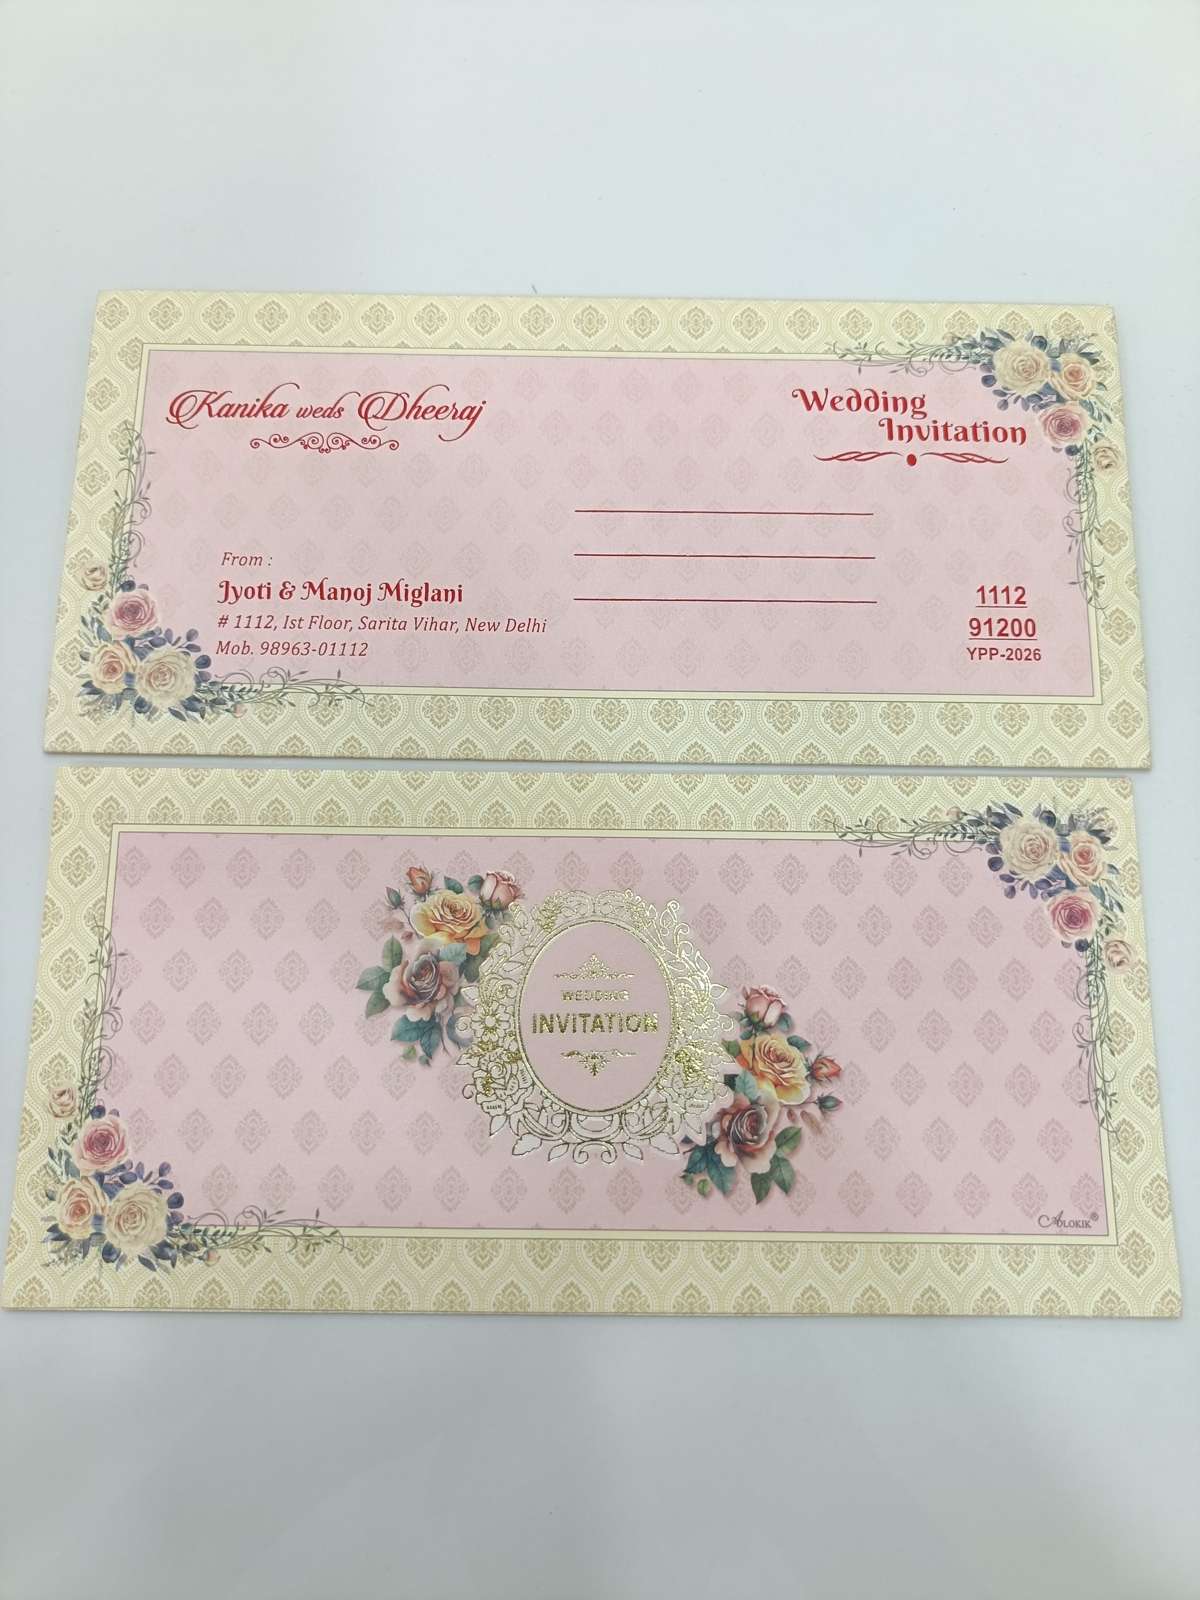 Kanika weds Dheeraj
Wedding
Invitation
From :
Jyoti & Manoj Miglani
# 1112, Ist Floor, Sarita Vihar, New Delhi
Mob. 98963-01112
1112
91200
YPP-2026
WEDDING
INVITATION
ALOKIK®